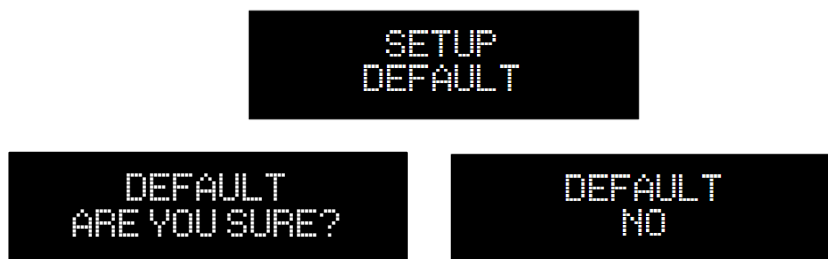 SETUP
DEFAULT
DEFAULT
ARE YOU SURE?
DEFAULT
NO